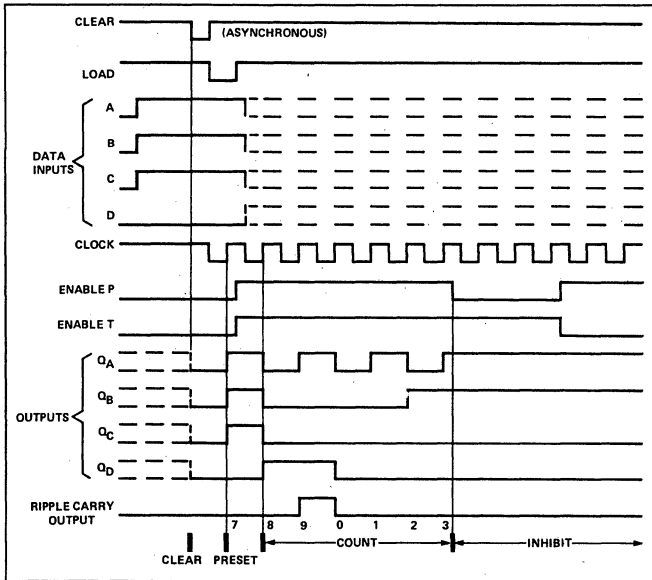 CLEAR
(ASYNCHRONOUS)
LOAD
A
B
DATA
INPUTS
C
D
CLOCK
ENABLE P
ENABLE T
QA
QB
OUTPUTS
QC
QD
RIPPLE CARRY
OUTPUT
7 8 9 0 1 2 3
COUNT INHIBIT
CLEAR PRESET